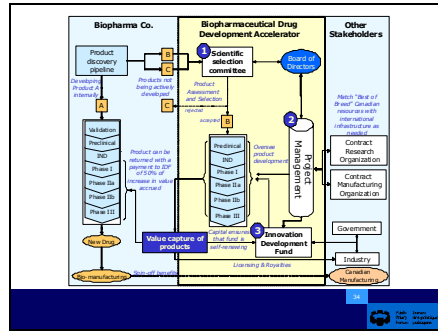 Biopharma Co.
Biopharmaceutical Drug
Development Accelerator
Other
Stakeholders
Product
discovery
pipeline
B
C
1
Scientific
selection
committee
Board of
Directors
Developing
Product A
internally
Products not
being actively
developed
Product
Assessment
and Selection
rejected
C
A
accepted
B
Match "Best of
Breed" Canadian
resources with
international
infrastructure as
needed
2
Project
Management
Validation
Preclinical
IND
Phase I
Phase IIa
Phase IIb
Phase III
Product can be
returned with a
payment to IDF
of 50% of
increase in value
accrued
Preclinical
IND
Phase I
Phase IIa
Phase IIb
Phase III
Oversee
product
development
Contract
Research
Organization
Contract
Manufacturing
Organization
New Drug
Value capture of
products
Capital ensures
that fund is
self-renewing
3
Innovation
Development
Fund
Government
Industry
Licensing & Royalties
Bio-manufacturing
Spin-off benefits
Canadian
Manufacturing
34